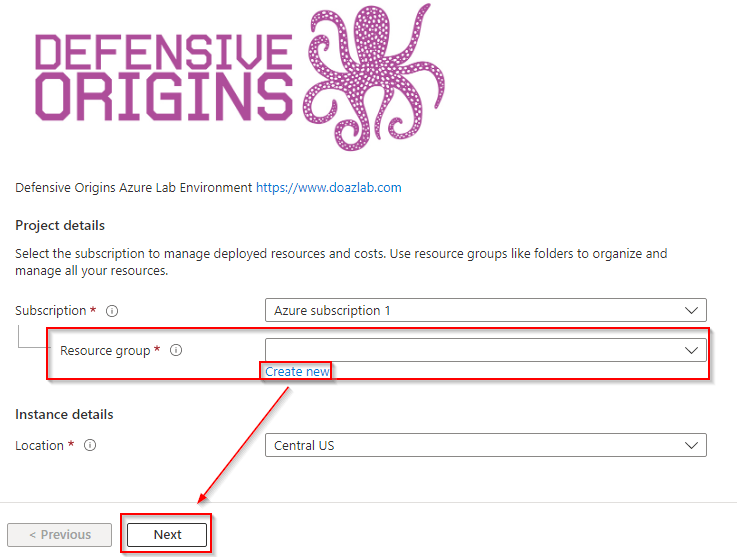 DEFENSIVE
ORIGINS
Defensive Origins Azure Lab Environment https://www.doazlab.com
Project details
Select the subscription to manage deployed resources and costs. Use resource groups like folders to organize and
manage all your resources.
Subscription * Azure subscription 1
Resource group *
Create new
Instance details
Location * Central US
< Previous Next